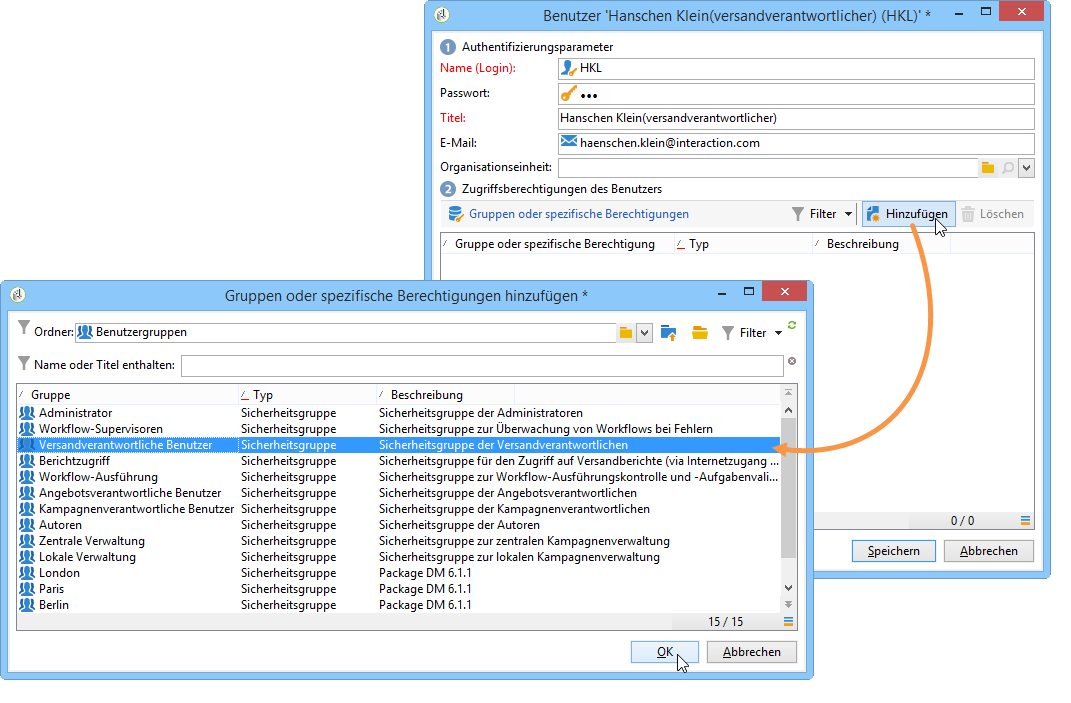 Benutzer 'Hanschen Klein(versandverantwortlicher) (HKL)' *
1 Authentifizierungsparameter
Name (Login): HKL
Passwort: •••
Titel: Hanschen Klein(versandverantwortlicher)
E-Mail: haenschen.klein@interaction.com
Organisationseinheit:
2 Zugriffsberechtigungen des Benutzers
Gruppen oder spezifische Berechtigungen Filter Hinzufügen Löschen
Gruppe oder spezifische Berechtigung Typ Beschreibung
0 / 0
Speichern Abbrechen
Gruppen oder spezifische Berechtigungen hinzufügen *
Ordner: Benutzergruppen Filter
Name oder Titel enthalten:
Gruppe Typ Beschreibung
Administrator Sicherheitsgruppe Sicherheitsgruppe der Administratoren
Workflow-Supervisoren Sicherheitsgruppe Sicherheitsgruppe zur Überwachung von Workflows bei Fehlern
Versandverantwortliche Benutzer Sicherheitsgruppe Sicherheitsgruppe der Versandverantwortlichen
Berichtzugriff Sicherheitsgruppe Sicherheitsgruppe für den Zugriff auf Versandberichte (via Internetzugang ...
Workflow-Ausführung Sicherheitsgruppe Sicherheitsgruppe zur Workflow-Ausführungskontrolle und -Aufgabenvali...
Angebotsverantwortliche Benutzer Sicherheitsgruppe Sicherheitsgruppe der Angebotsverantwortlichen
Kampagnenverantwortliche Benutzer Sicherheitsgruppe Sicherheitsgruppe der Kampagnenverantwortlichen
Autoren Sicherheitsgruppe Sicherheitsgruppe der Autoren
Zentrale Verwaltung Sicherheitsgruppe Sicherheitsgruppe zur zentralen Kampagnenverwaltung
Lokale Verwaltung Sicherheitsgruppe Sicherheitsgruppe zur lokalen Kampagnenverwaltung
London Sicherheitsgruppe Package DM 6.1.1
Paris Sicherheitsgruppe Package DM 6.1.1
Berlin Sicherheitsgruppe Package DM 6.1.1
15 / 15
OK Abbrechen